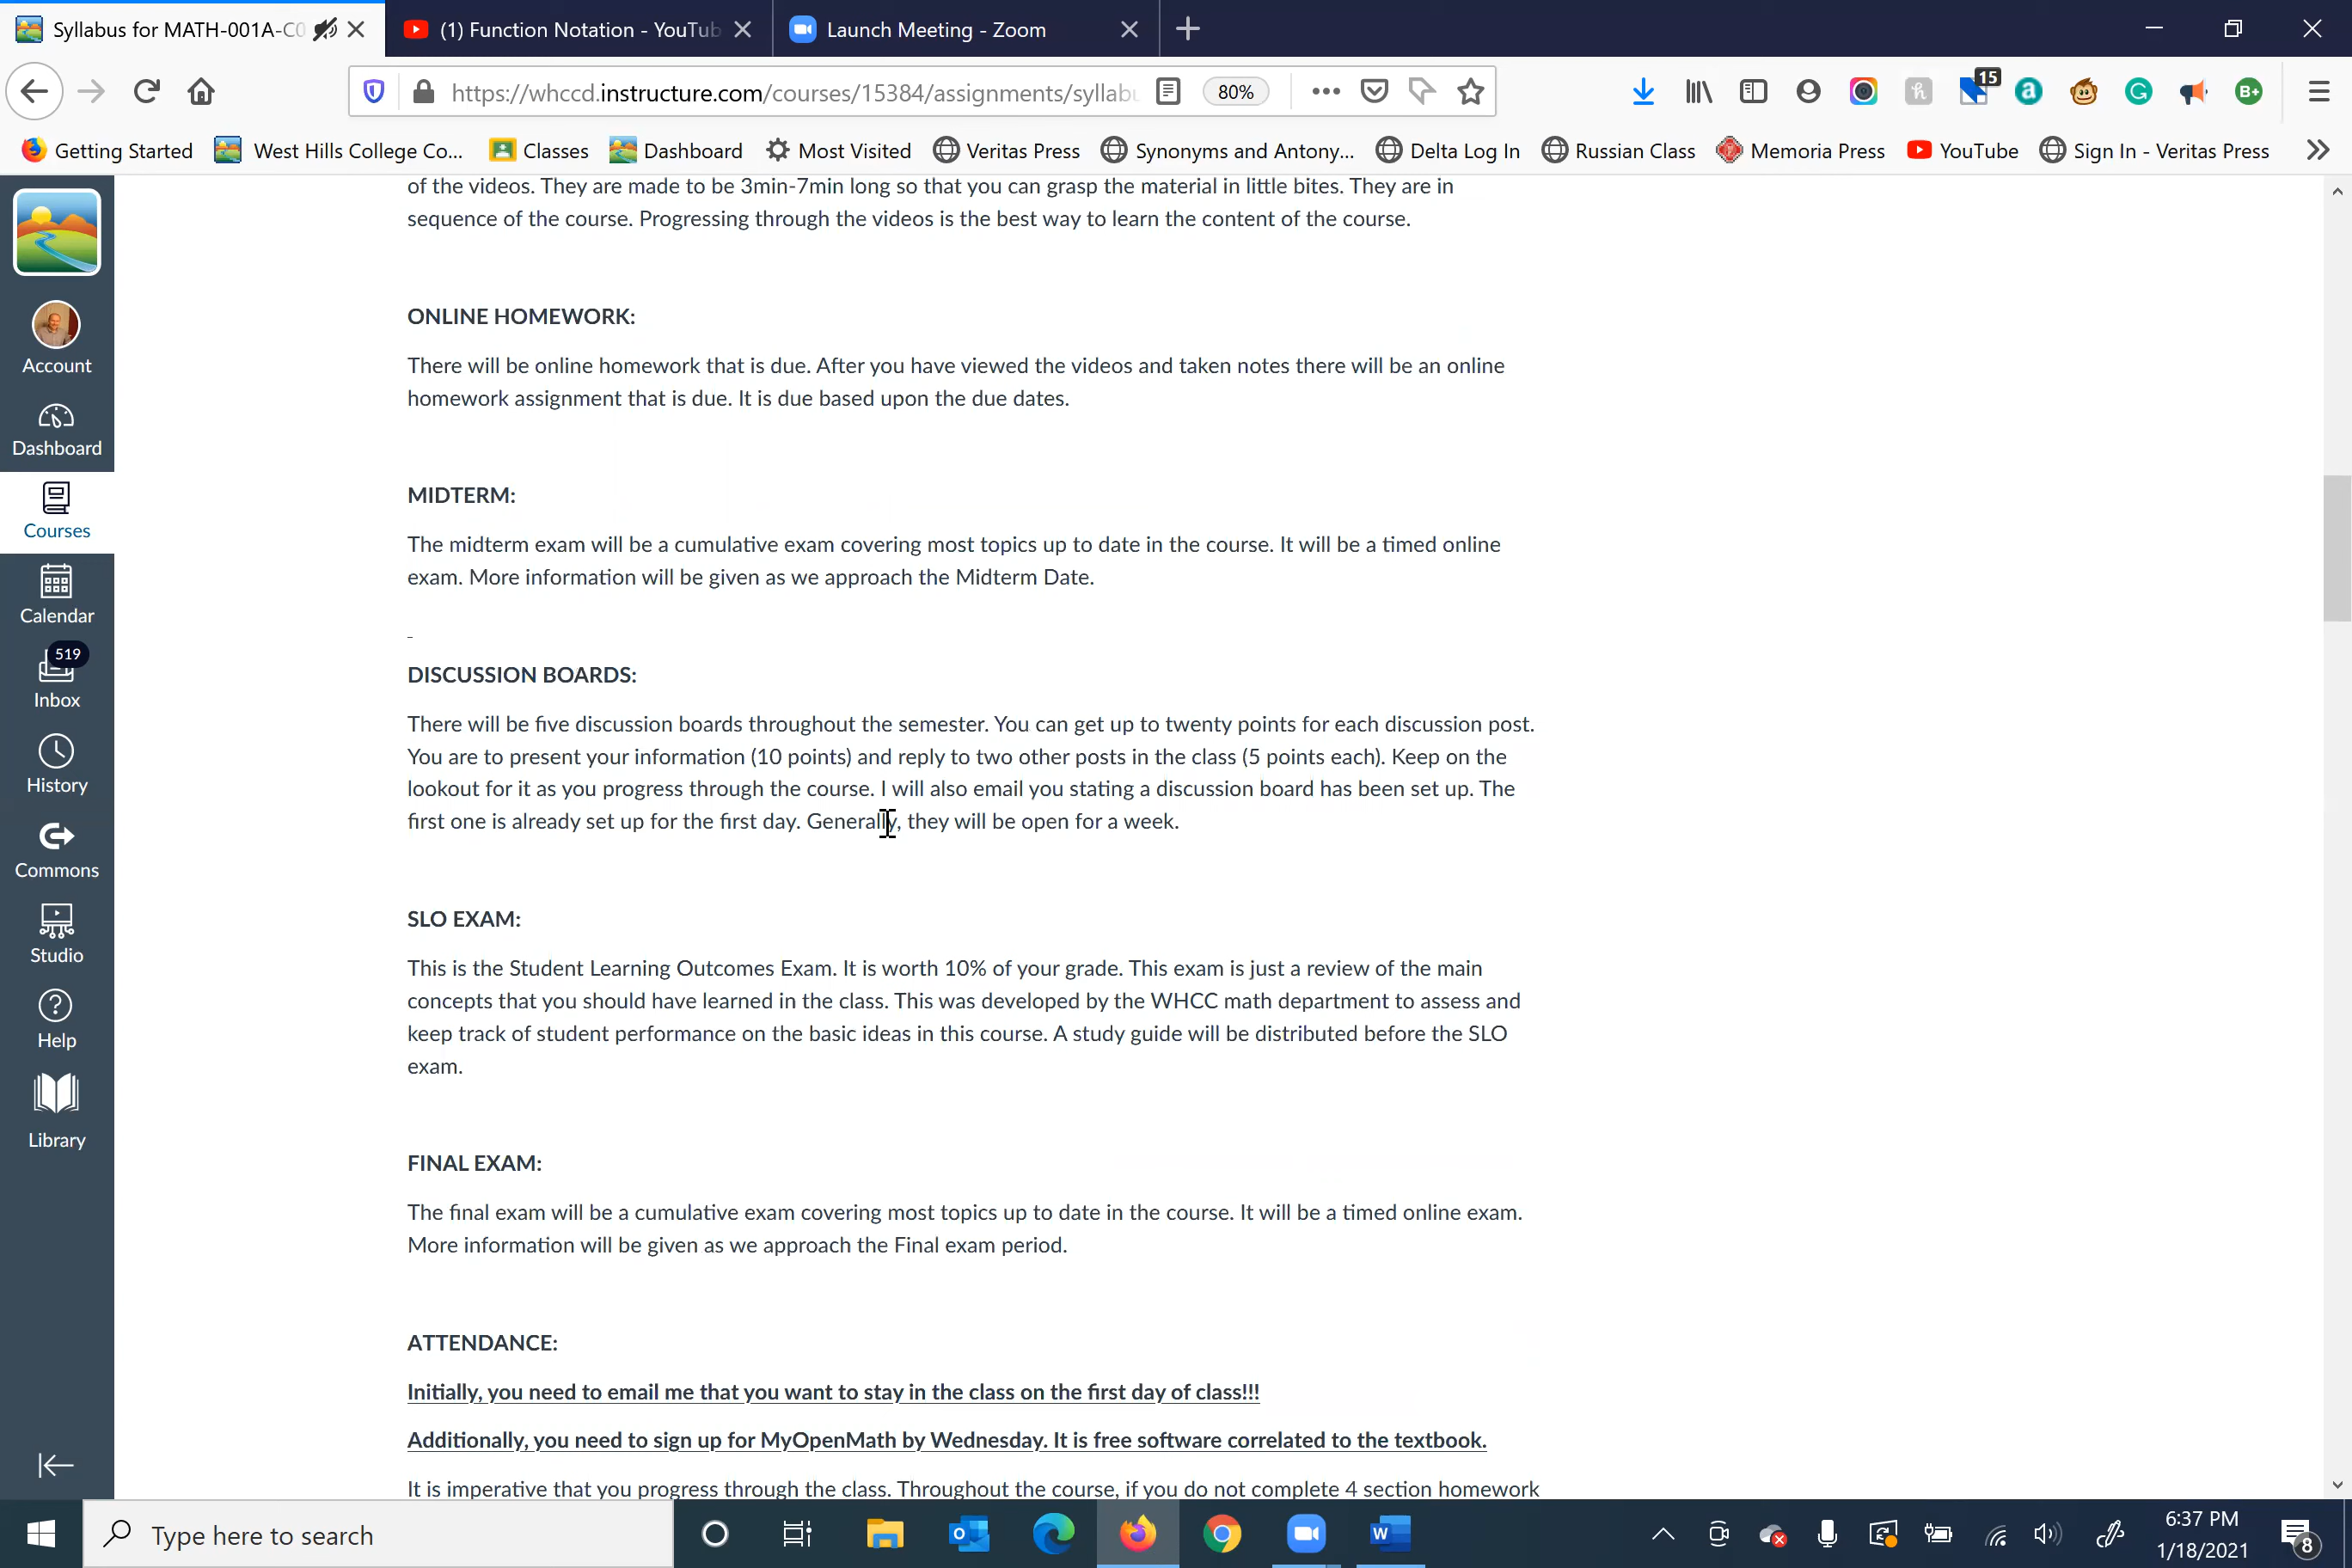 Syllabus for MATH-001A-C0
(1) Function Notation - YouTub
Launch Meeting - Zoom
https://whccd.instructure.com/courses/15384/assignments/syllabu
80%
15
B+
Getting Started
West Hills College Co...
Classes
Dashboard
Most Visited
Veritas Press
Synonyms and Antony...
Delta Log In
Russian Class
Memoria Press
YouTube
Sign In - Veritas Press
Account
Dashboard
Courses
Calendar
519
Inbox
History
Commons
Studio
Help
Library
of the videos. They are made to be 3min-7min long so that you can grasp the material in little bites. They are in
sequence of the course. Progressing through the videos is the best way to learn the content of the course.
ONLINE HOMEWORK:
There will be online homework that is due. After you have viewed the videos and taken notes there will be an online
homework assignment that is due. It is due based upon the due dates.
MIDTERM:
The midterm exam will be a cumulative exam covering most topics up to date in the course. It will be a timed online
exam. More information will be given as we approach the Midterm Date.
DISCUSSION BOARDS:
There will be five discussion boards throughout the semester. You can get up to twenty points for each discussion post.
You are to present your information (10 points) and reply to two other posts in the class (5 points each). Keep on the
lookout for it as you progress through the course. I will also email you stating a discussion board has been set up. The
first one is already set up for the first day. Generally, they will be open for a week.
SLO EXAM:
This is the Student Learning Outcomes Exam. It is worth 10% of your grade. This exam is just a review of the main
concepts that you should have learned in the class. This was developed by the WHCC math department to assess and
keep track of student performance on the basic ideas in this course. A study guide will be distributed before the SLO
exam.
FINAL EXAM:
The final exam will be a cumulative exam covering most topics up to date in the course. It will be a timed online exam.
More information will be given as we approach the Final exam period.
ATTENDANCE:
Initially, you need to email me that you want to stay in the class on the first day of class!!!
Additionally, you need to sign up for MyOpenMath by Wednesday. It is free software correlated to the textbook.
It is imperative that you progress through the class. Throughout the course, if you do not complete 4 section homework
Type here to search
6:37 PM
1/18/2021
8